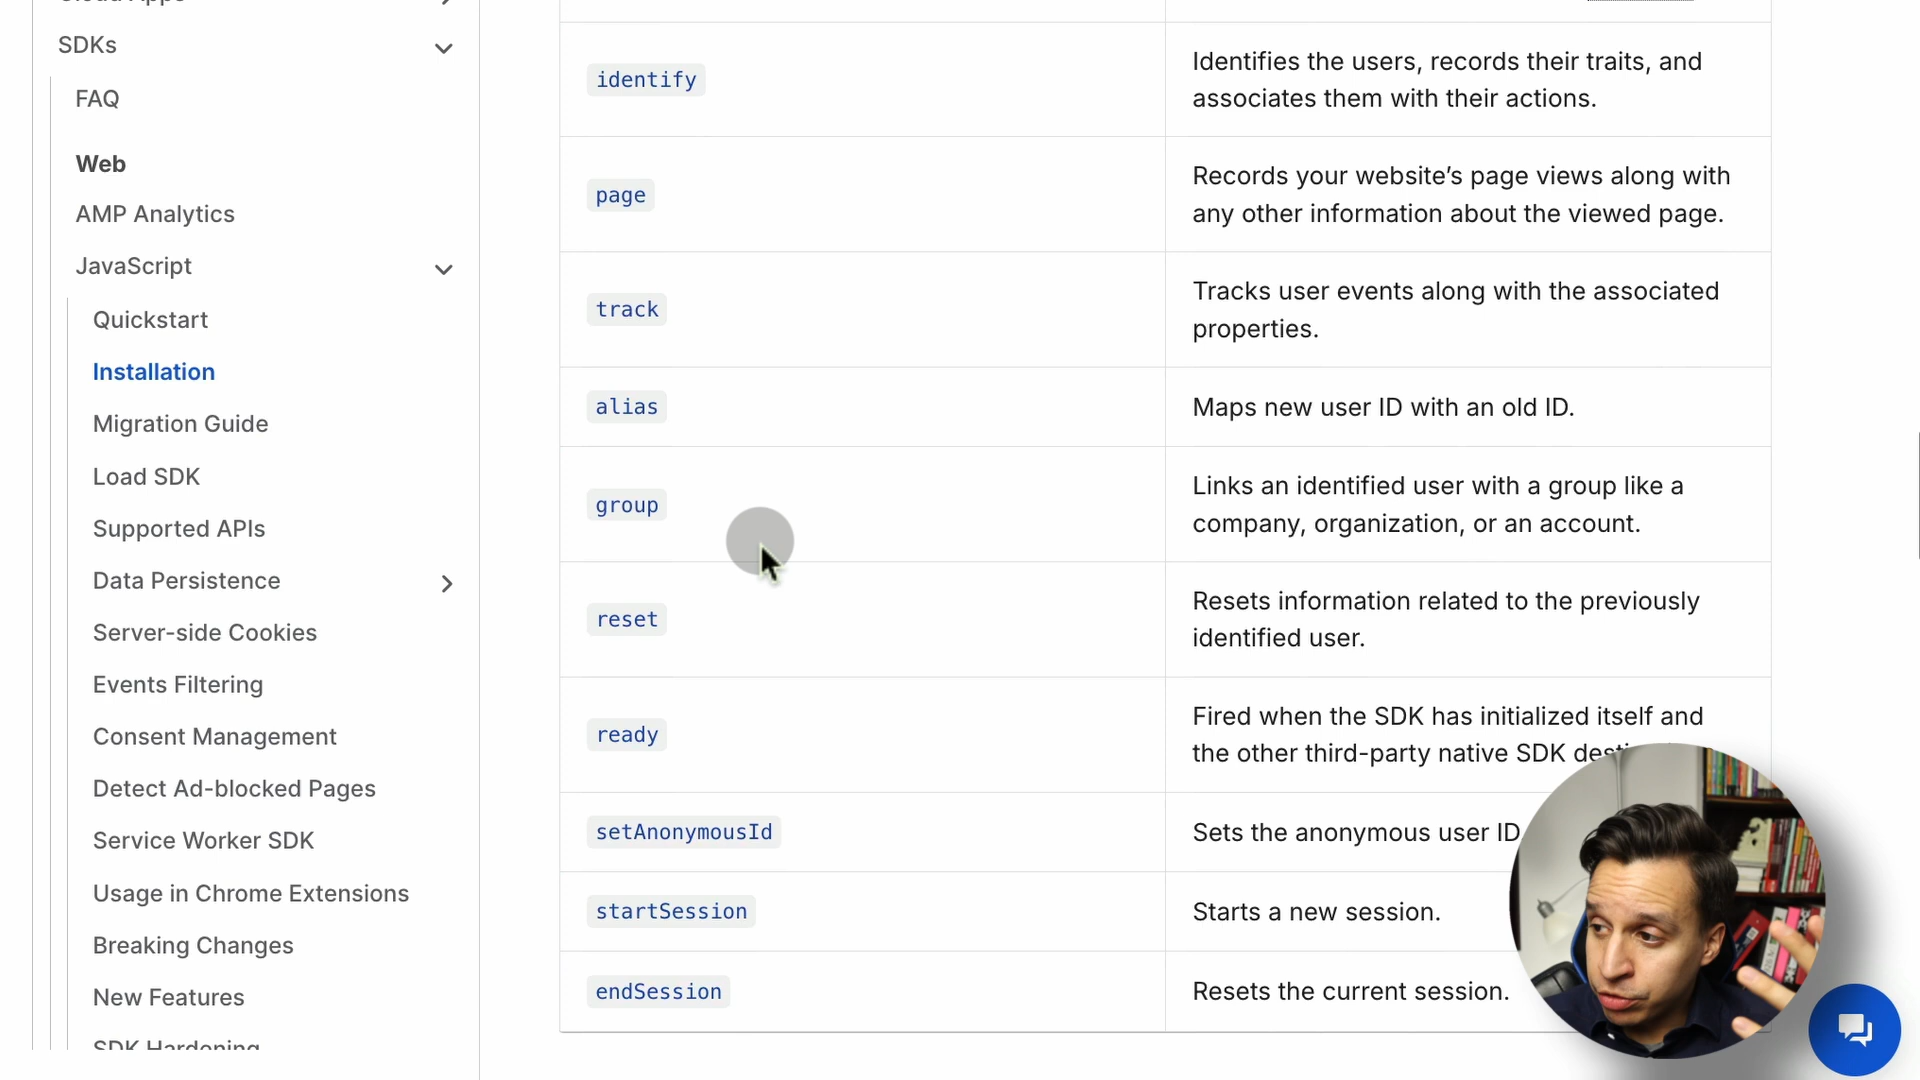 SDKs
FAQ
Web
AMP Analytics
JavaScript
Quickstart
Installation
Migration Guide
Load SDK
Supported APIs
Data Persistence
Server-side Cookies
Events Filtering
Consent Management
Detect Ad-blocked Pages
Service Worker SDK
Usage in Chrome Extensions
Breaking Changes
New Features
SDK Hardening
identify
Identifies the users, records their traits, and
associates them with their actions.
page
Records your website’s page views along with
any other information about the viewed page.
track
Tracks user events along with the associated
properties.
alias
Maps new user ID with an old ID.
group
Links an identified user with a group like a
company, organization, or an account.
reset
Resets information related to the previously
identified user.
ready
Fired when the SDK has initialized itself and
the other third-party native SDK
setAnonymousId
Sets the anonymous user ID
startSession
Starts a new session.
endSession
Resets the current session.